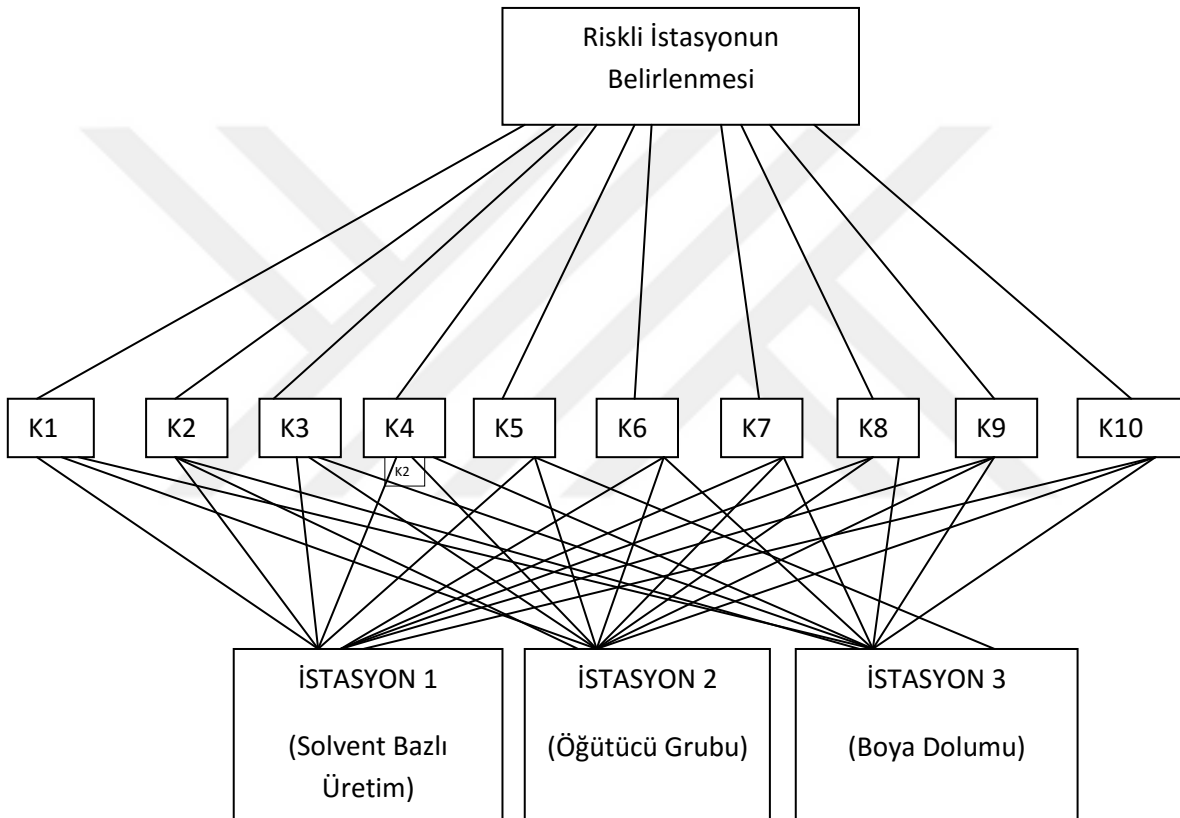 Riskli İstasyonun
Belirlenmesi
K1
K2
K3
K4
K5
K6
K7
K8
K9
K10
K2
İSTASYON 1
(Solvent Bazlı
Üretim)
İSTASYON 2
(Öğütücü Grubu)
İSTASYON 3
(Boya Dolumu)